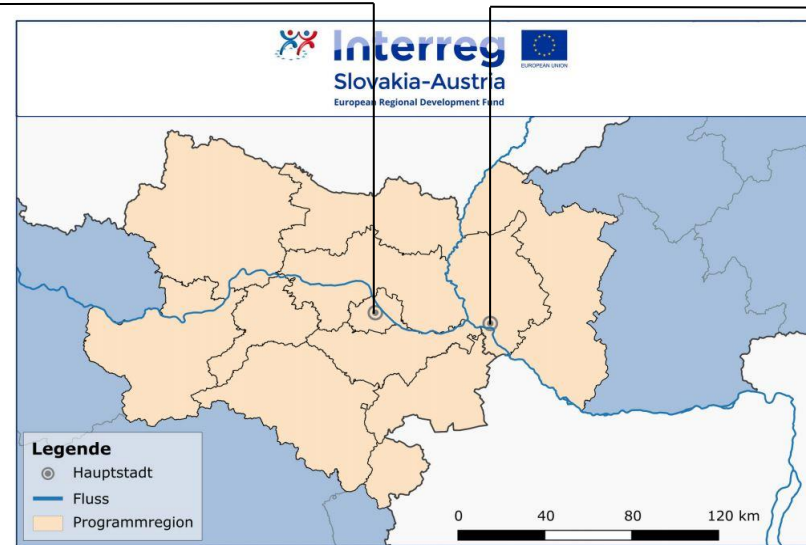 Interreg
EUROPEAN UNION
Slovakia-Austria
European Regional Development Fund
Legende
Hauptstadt
Fluss
Programmregion
0 40 80 120 km